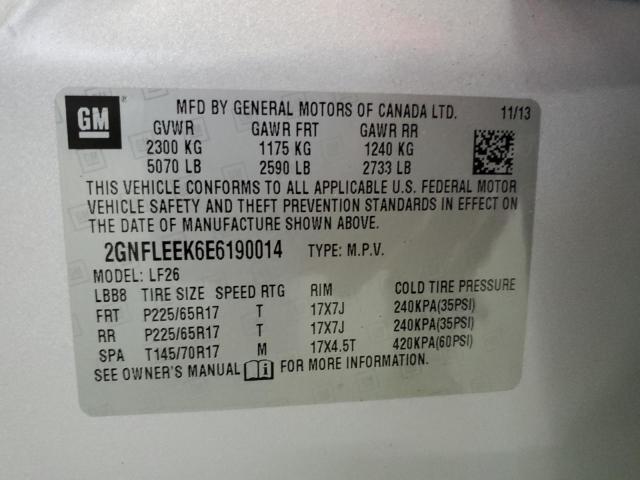 GM MFD BY GENERAL MOTORS OF CANADA LTD. 11/13
GVWR GAWR FRT GAWR RR
2300 KG 1175 KG 1240 KG
5070 LB 2590 LB 2733 LB
THIS VEHICLE CONFORMS TO ALL APPLICABLE U.S. FEDERAL MOTOR
VEHICLE SAFETY AND THEFT PREVENTION STANDARDS IN EFFECT ON
THE DATE OF MANUFACTURE SHOWN ABOVE.
2GNFLEEK6E6190014 TYPE: M.P.V.
MODEL: LF26
LBB8 TIRE SIZE SPEED RTG RIM COLD TIRE PRESSURE
FRT P225/65R17 T 17X7J 240KPA(35PSI)
RR P225/65R17 T 17X7J 240KPA(35PSI)
SPA T145/70R17 M 17X4.5T 420KPA(60PSI)
SEE OWNER'S MANUAL i FOR MORE INFORMATION.